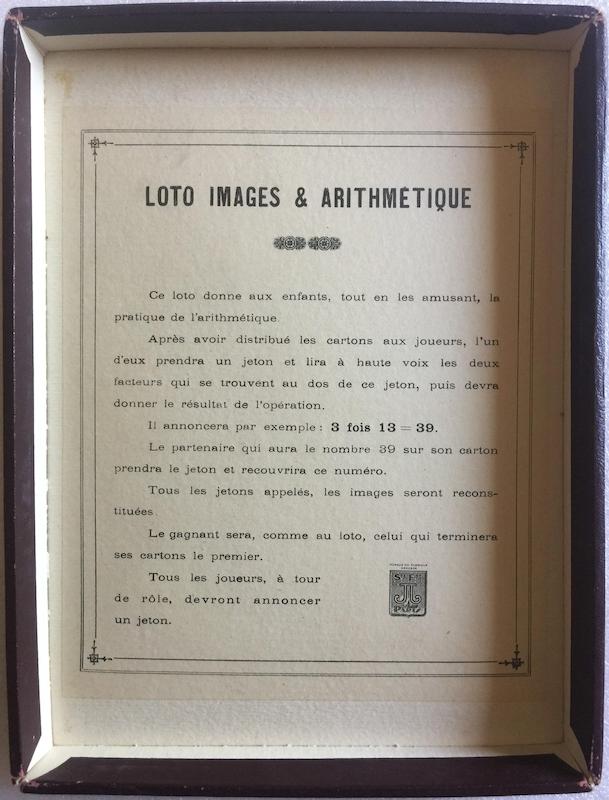 LOTO IMAGES & ARITHMÉTIQUE
Ce loto donne aux enfants, tout en les amusant, la
pratique de l'arithmétique.
Après avoir distribué les cartons aux joueurs, l'un
d'eux prendra un jeton et lira à haute voix les deux
facteurs qui se trouvent au dos de ce jeton, puis devra
donner le résultat de l'opération.
Il annoncera par exemple : 3 fois 13 = 39.
Le partenaire qui aura le nombre 39 sur son carton
prendra le jeton et recouvrira ce numéro.
Tous les jetons appelés, les images seront recons-
tituées.
Le gagnant sera, comme au loto, celui qui terminera
ses cartons le premier.
Tous les joueurs, à tour
de rôle, devront annoncer
un jeton.